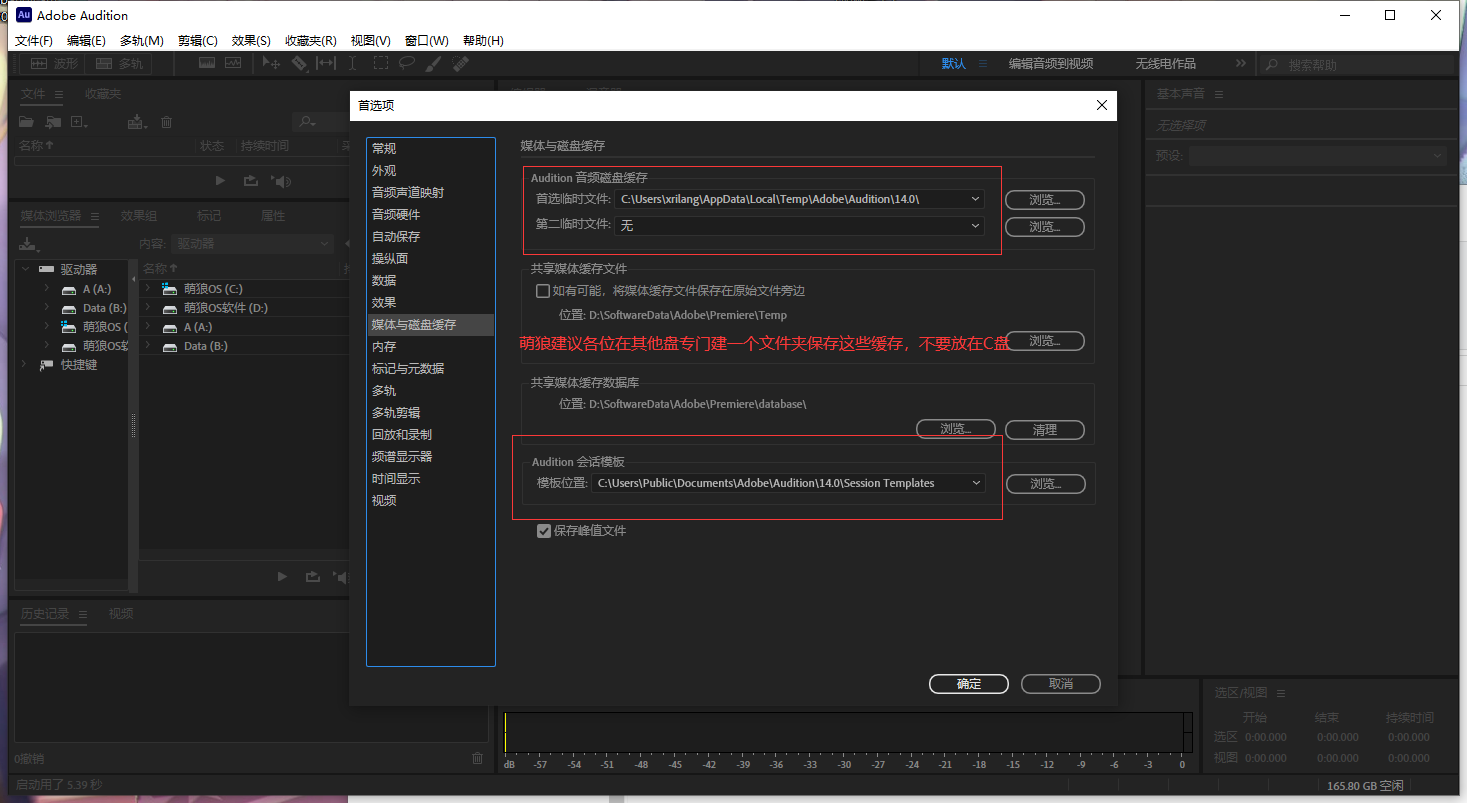 Au Adobe Audition
文件(F) 编辑(E) 多轨(M) 剪辑(C) 效果(S) 收藏夹(R) 视图(V) 窗口(W) 帮助(H)
波形 多轨 默认 编辑音频到视频 无线电作品 搜索帮助
文件 收藏夹
名称 状态 持续时间
媒体浏览器 效果组 标记 属性
内容: 驱动器
驱动器 名称
A (A:) 萌狼OS (C:)
Data (B:) 萌狼OS软件 (D:)
萌狼OS ( A (A:)
萌狼OS软 Data (B:)
快捷键
历史记录 视频
0撤销
启动用了 5.39 秒
首选项
常规
外观
音频声道映射
音频硬件
自动保存
操纵面
数据
效果
媒体与磁盘缓存
内存
标记与元数据
多轨
多轨剪辑
回放和录制
频谱显示器
时间显示
视频
媒体与磁盘缓存
Audition 音频磁盘缓存
首选临时文件: C:\Users\xrilang\AppData\Local\Temp\Adobe\Audition\14.0\ 浏览...
第二临时文件: 无 浏览...
共享媒体缓存文件
如有可能，将媒体缓存文件保存在原始文件旁边
位置: D:\SoftwareData\Adobe\Premiere\Temp
萌狼建议各位在其他盘专门建一个文件夹保存这些缓存，不要放在C盘
浏览...
共享媒体缓存数据库
位置: D:\SoftwareData\Adobe\Premiere\database\
浏览... 清理
Audition 会话模板
模板位置: C:\Users\Public\Documents\Adobe\Audition\14.0\Session Templates 浏览...
保存峰值文件
确定 取消
基本声音
无选择项
预设:
dB -57 -54 -51 -48 -45 -42 -39 -36 -33 -30 -27 -24 -21 -18 -15 -12 -9 -6 -3 0
选区/视图
开始 结束 持续时间
选区 0:00.000 0:00.000 0:00.000
视图 0:00.000 0:00.000 0:00.000
165.80 GB 空闲